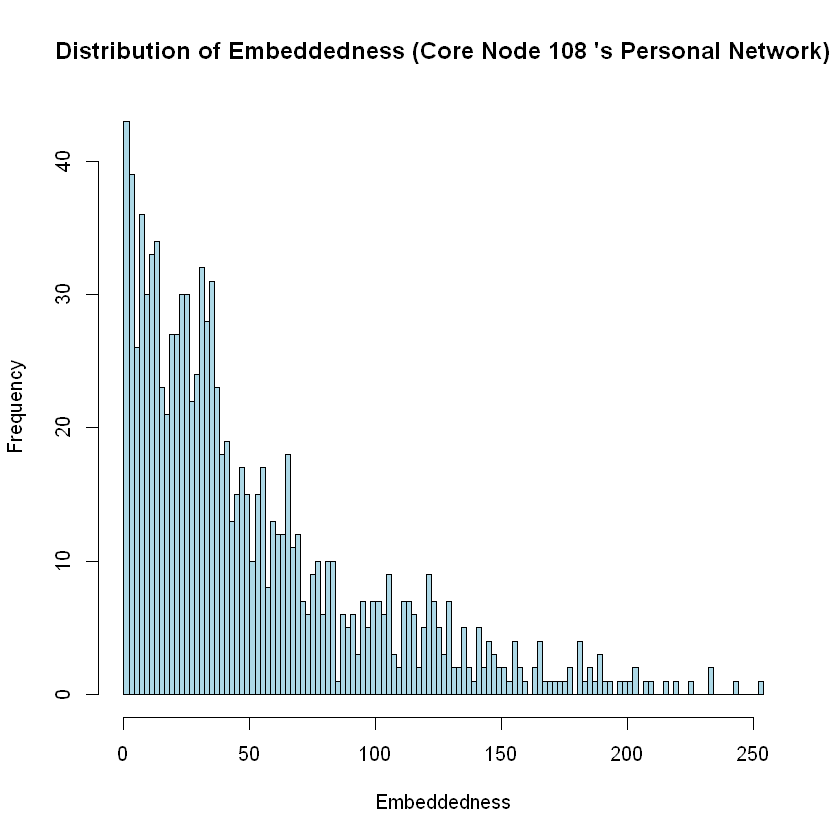 Distribution of Embeddedness (Core Node 108 's Personal Network)
40
30
20
10
0
Frequency
0 50 100 150 200 250
Embeddedness